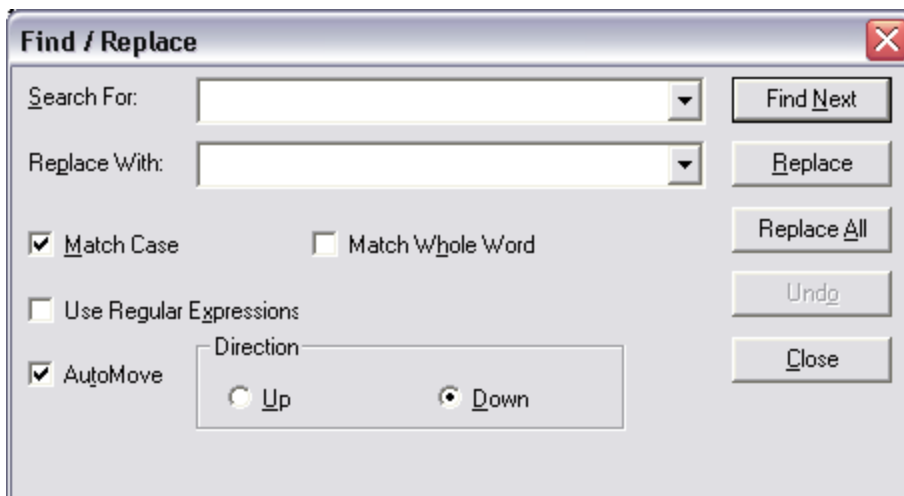 Find / Replace
Search For:
Find Next
Replace With:
Replace
Match Case
Match Whole Word
Replace All
Use Regular Expressions
Undo
AutoMove
Direction
Up
Down
Close